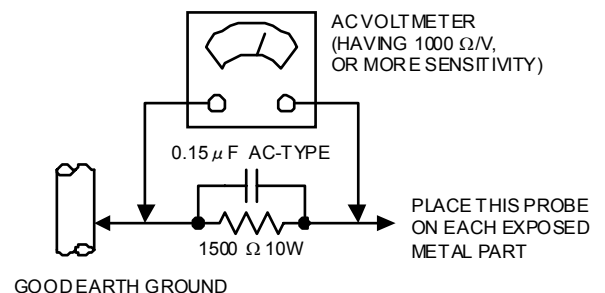 AC VOLTMETER
(HAVING 1000 Ω/V,
OR MORE SENSITIVITY)
0.15 μF AC-TYPE
1500 Ω 10W
PLACE THIS PROBE
ON EACH EXPOSED
METAL PART
GOOD EARTH GROUND